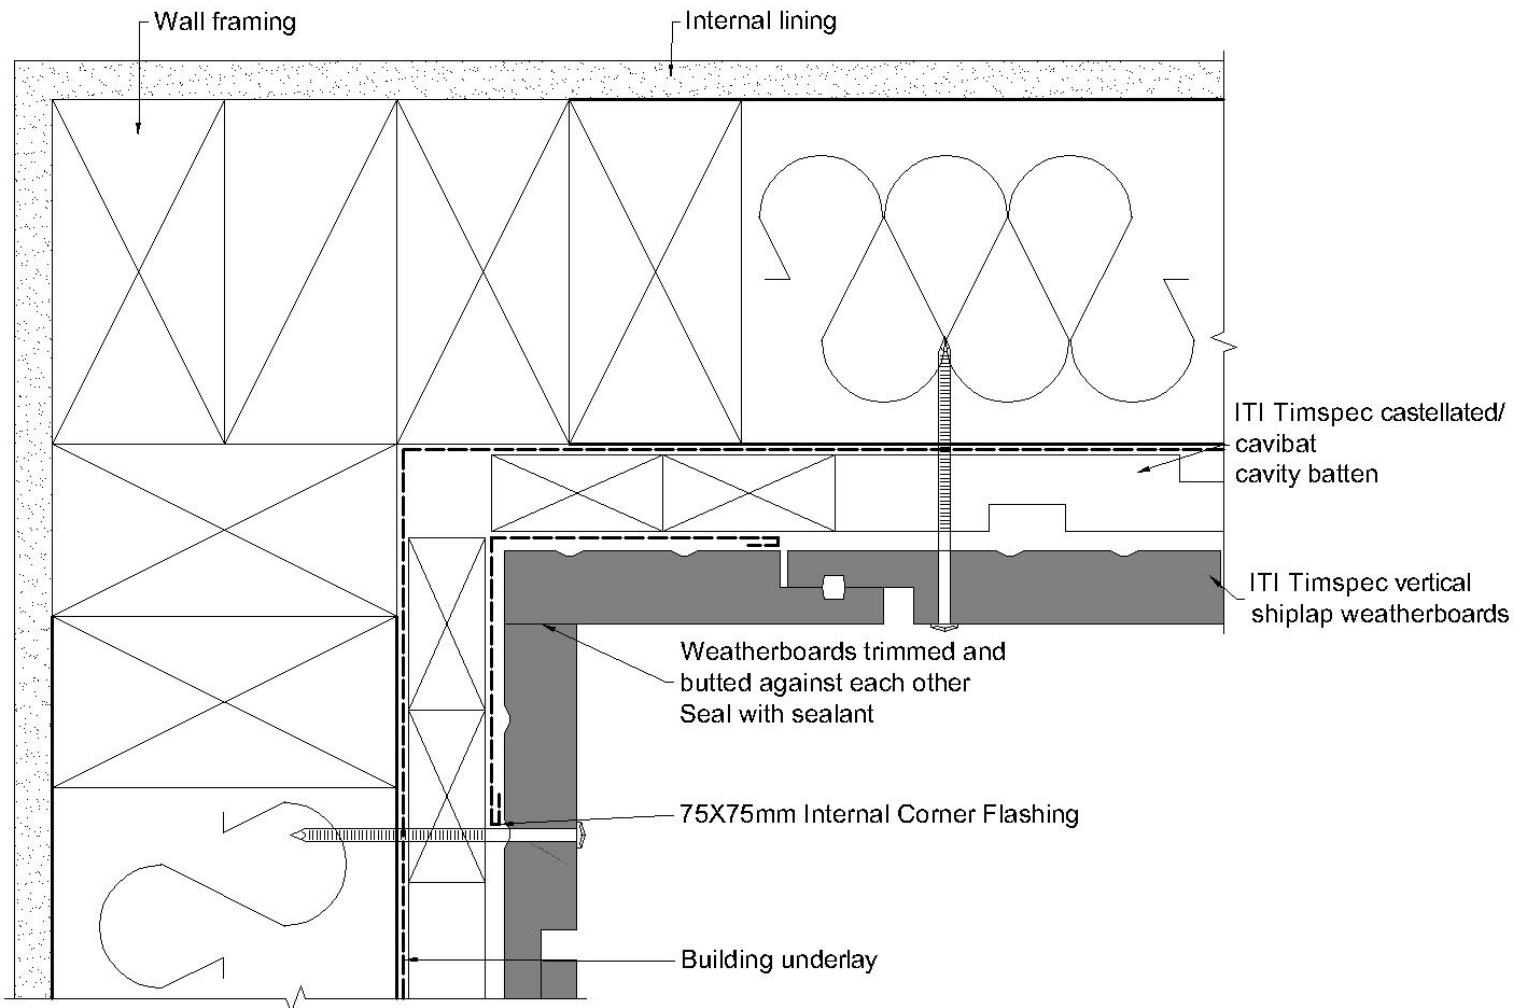 Wall framing
Internal lining
ITI Timspec castellated/
cavibat
cavity batten
ITI Timspec vertical
shiplap weatherboards
Weatherboards trimmed and
butted against each other
Seal with sealant
75X75mm Internal Corner Flashing
Building underlay